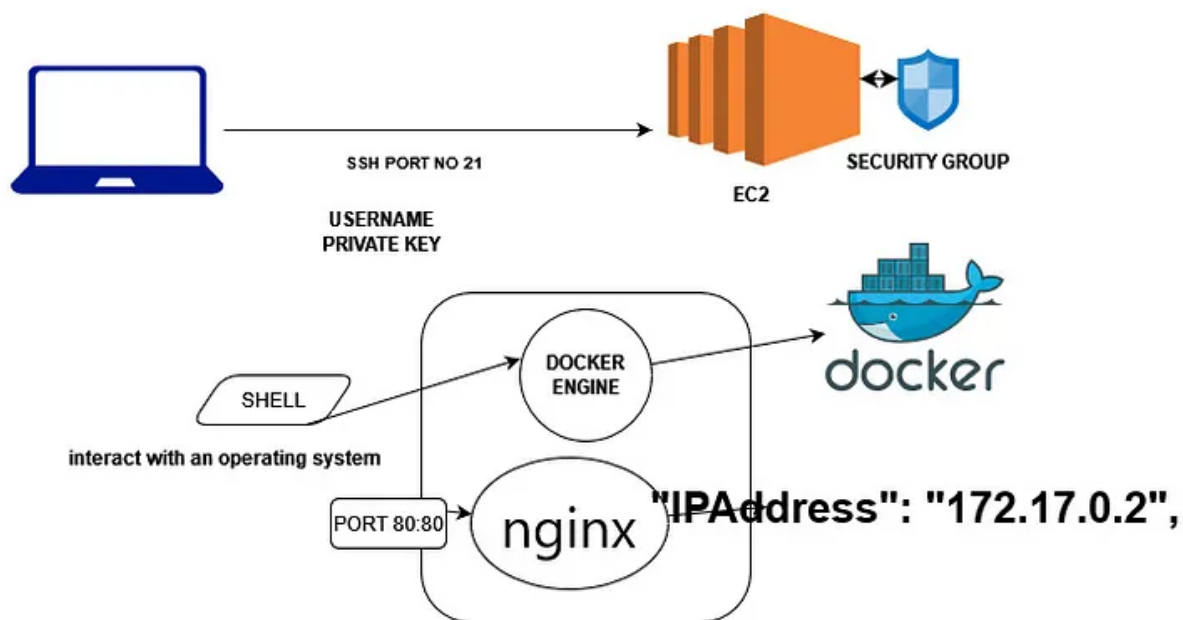 SSH PORT NO 21
USERNAME
PRIVATE KEY
EC2
SECURITY GROUP
DOCKER
ENGINE
docker
SHELL
interact with an operating system
PORT 80:80
nginx
"IPAddress": "172.17.0.2",